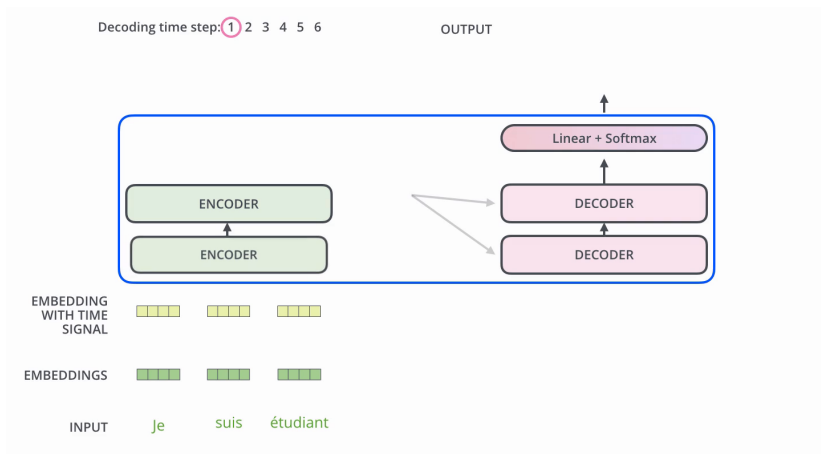 Decoding time step: 1 2 3 4 5 6
OUTPUT
Linear + Softmax
ENCODER
DECODER
ENCODER
DECODER
EMBEDDING
WITH TIME
SIGNAL
EMBEDDINGS
INPUT
Je suis étudiant